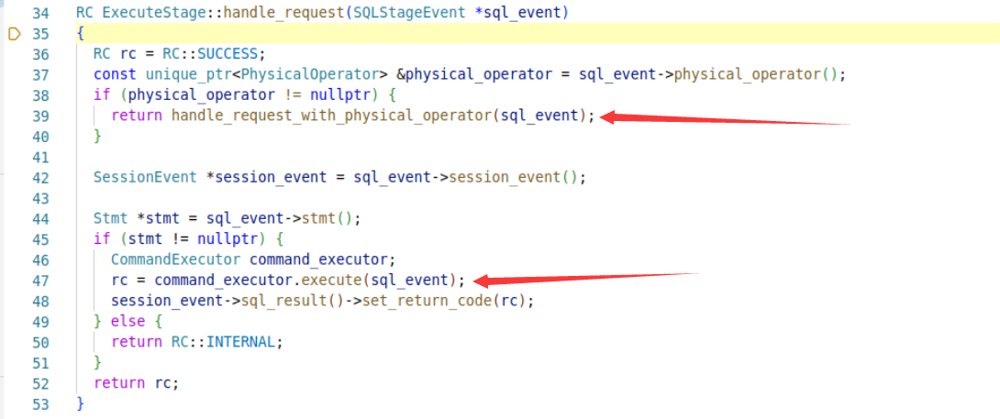 34 RC ExecuteStage::handle_request(SQLStageEvent *sql_event)
35 {
36   RC rc = RC::SUCCESS;
37   const unique_ptr<PhysicalOperator> &physical_operator = sql_event->physical_operator();
38   if (physical_operator != nullptr) {
39     return handle_request_with_physical_operator(sql_event);
40   }
41
42   SessionEvent *session_event = sql_event->session_event();
43
44   Stmt *stmt = sql_event->stmt();
45   if (stmt != nullptr) {
46     CommandExecutor command_executor;
47     rc = command_executor.execute(sql_event);
48     session_event->sql_result()->set_return_code(rc);
49   } else {
50     return RC::INTERNAL;
51   }
52   return rc;
53 }